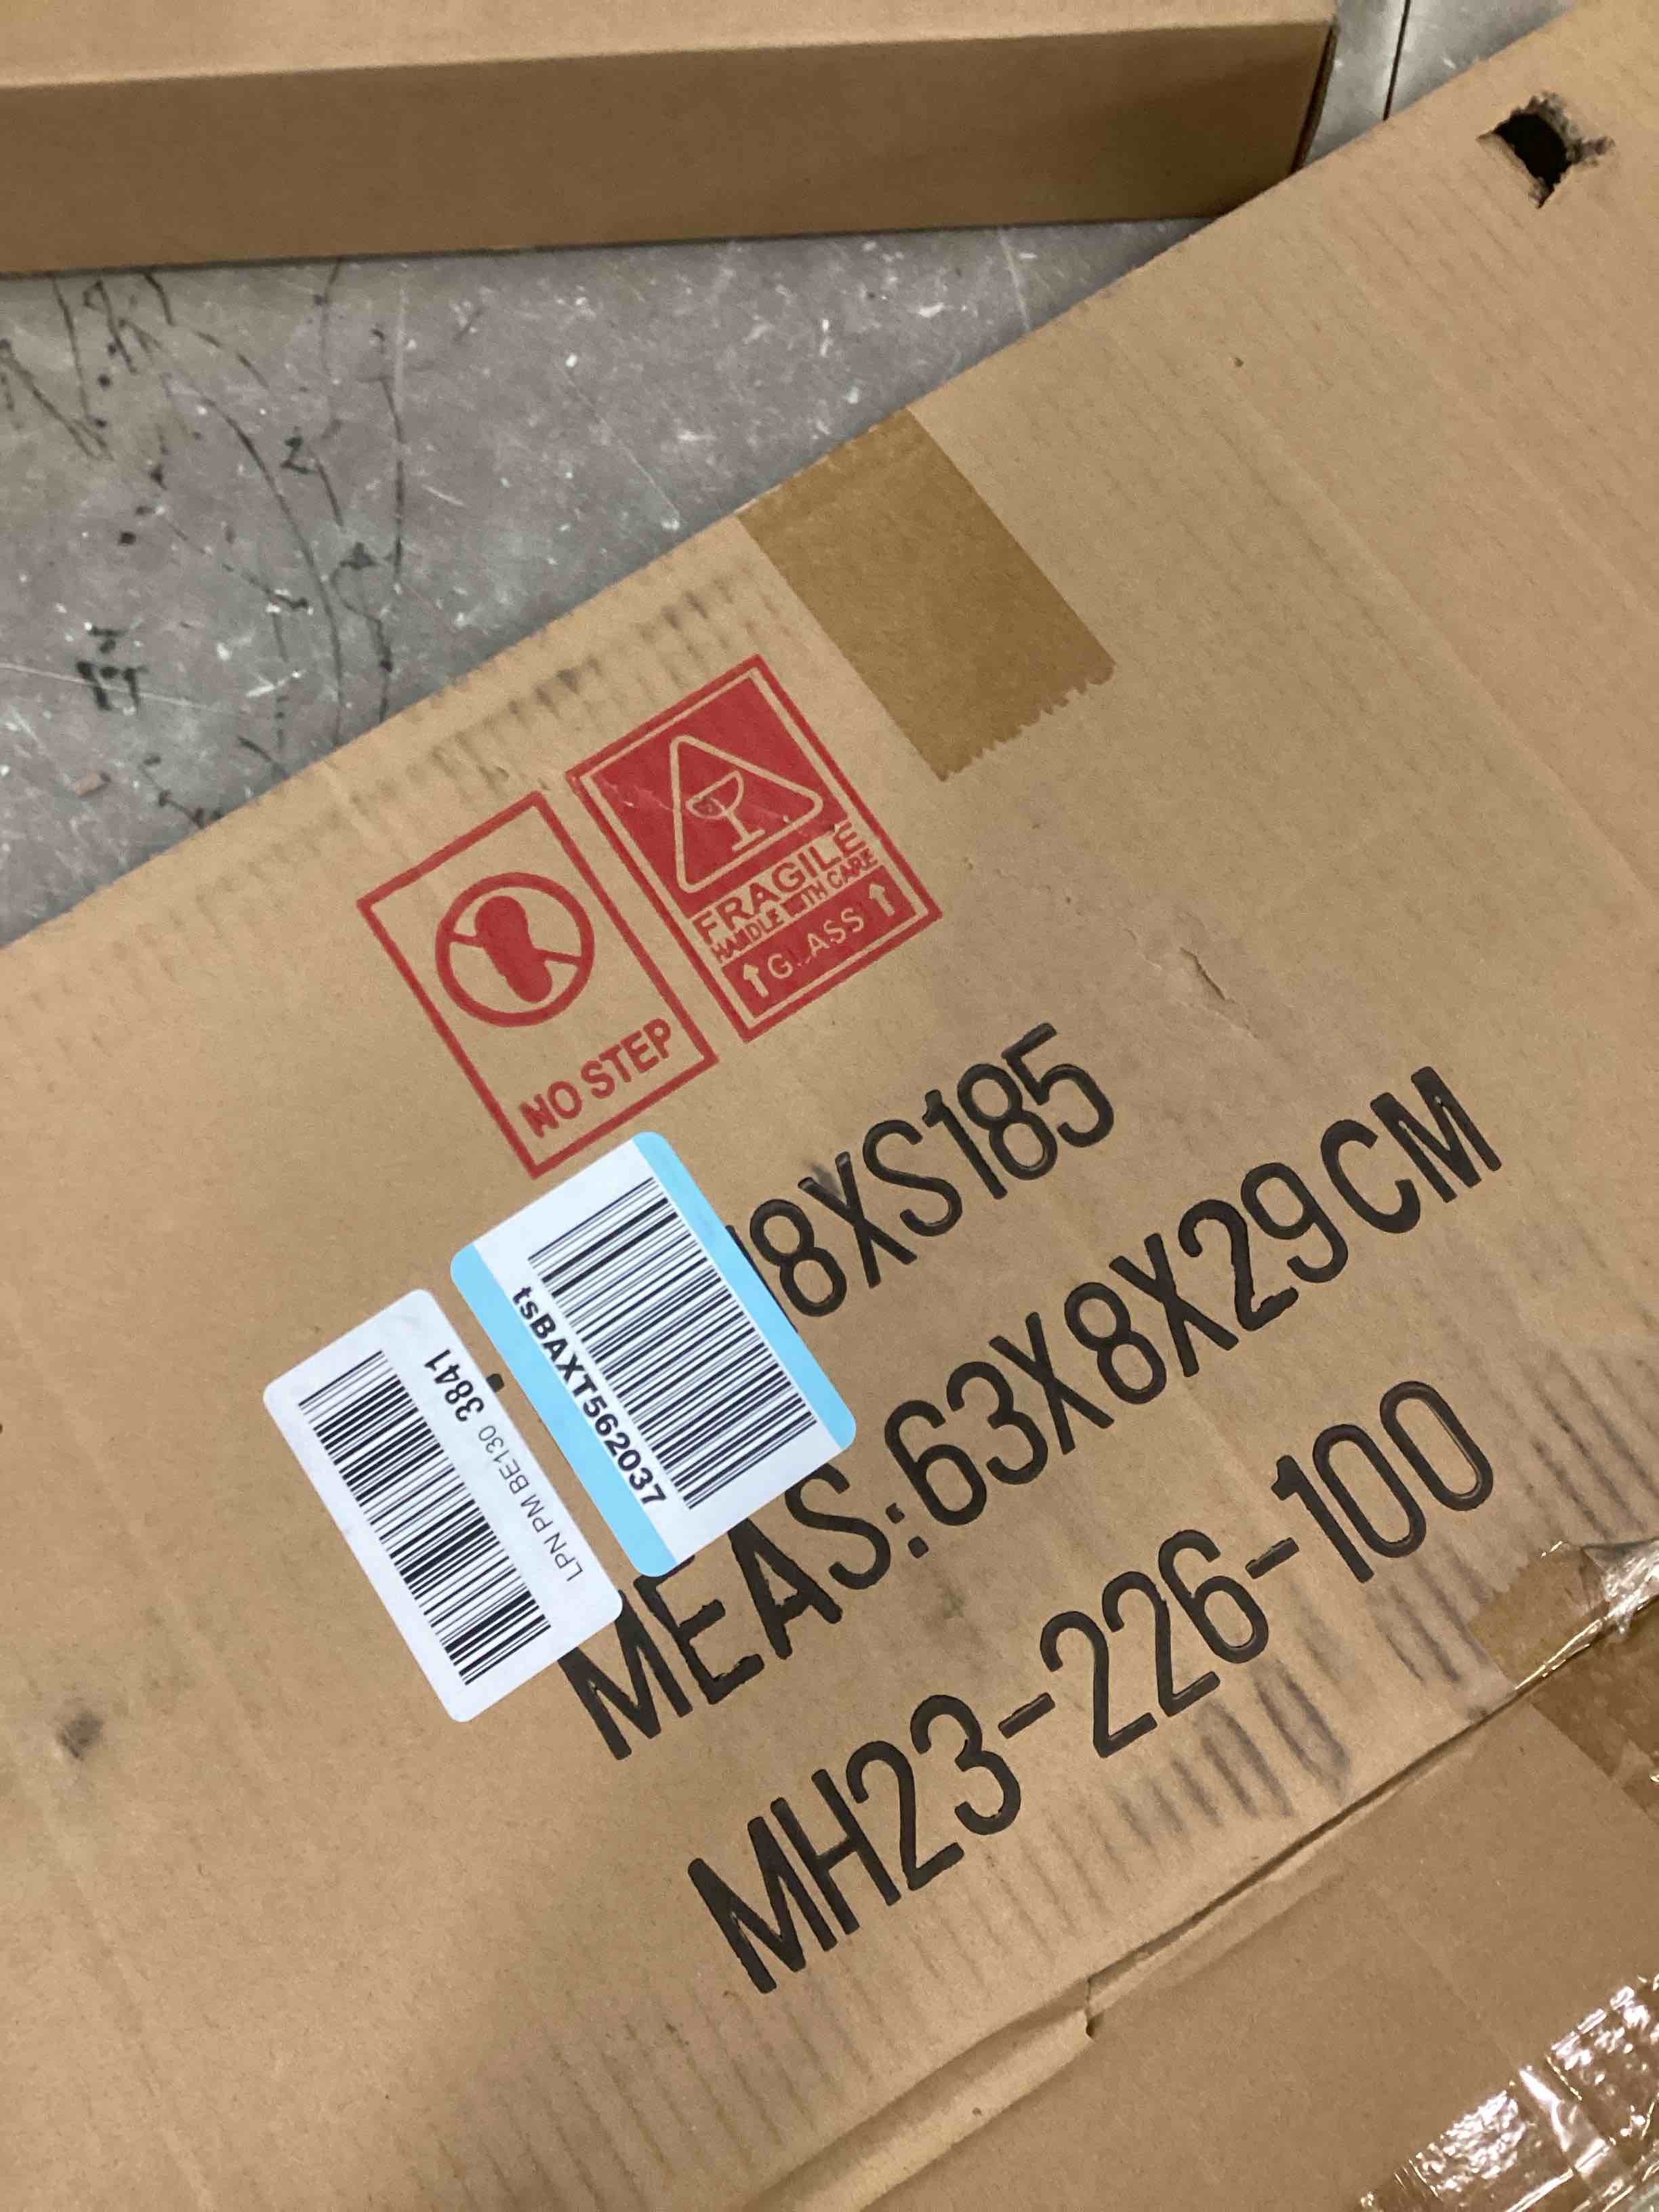 FRAGILE
HANDLE WITH CARE
GLASS
NO STEP
8XS185
tsBAXT562037
LPN PM BE130 3841
MEAS:63X8X29CM
MH23-226-100